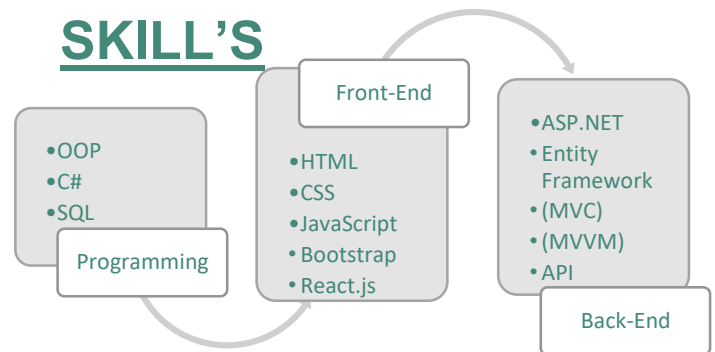 SKILL’S
•OOP
•C#
•SQL
Programming
Front-End
•HTML
•CSS
•JavaScript
•Bootstrap
•React.js
•ASP.NET
•Entity
Framework
•(MVC)
•(MVVM)
•API
Back-End